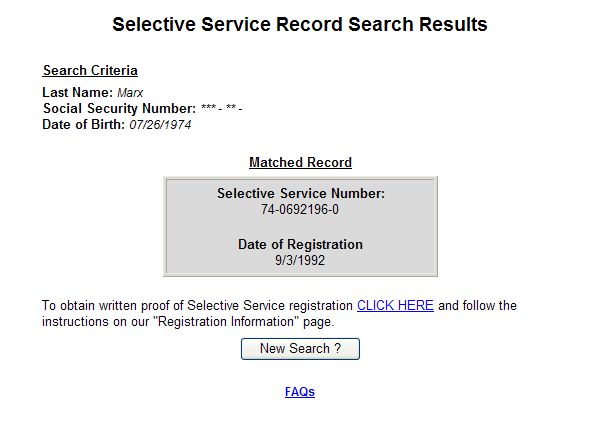 Selective Service Record Search Results
Search Criteria
Last Name: Marx
Social Security Number: *** - ** -
Date of Birth: 07/26/1974
Matched Record
Selective Service Number:
74-0692196-0
Date of Registration
9/3/1992
To obtain written proof of Selective Service registration CLICK HERE and follow the
instructions on our "Registration Information" page.
New Search ?
FAQs